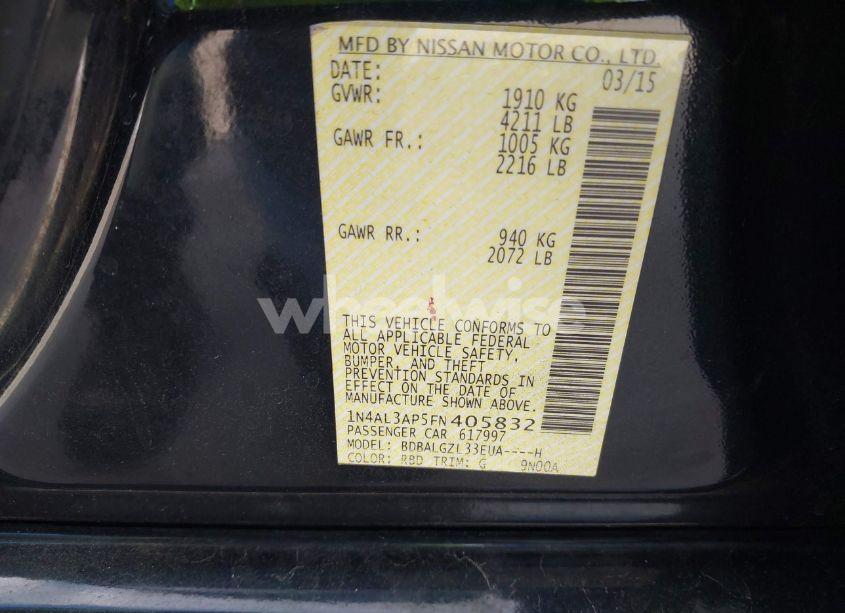 MFD BY NISSAN MOTOR CO., LTD.
DATE: 03/15
GVWR: 1910 KG
4211 LB
GAWR FR.: 1005 KG
2216 LB
GAWR RR.: 940 KG
2072 LB
wheelwise
THIS VEHICLE CONFORMS TO
ALL APPLICABLE FEDERAL
MOTOR VEHICLE SAFETY,
BUMPER, AND THEFT
PREVENTION STANDARDS IN
EFFECT ON THE DATE OF
MANUFACTURE SHOWN ABOVE.
1N4AL3AP5FN405832
PASSENGER CAR 617997
MODEL: BDBALGZL33EUA----H
COLOR: RBD TRIM: G 9N00A